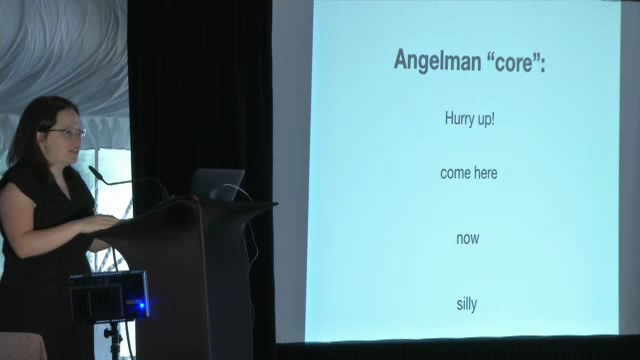 Angelman “core”:
Hurry up!
come here
now
silly